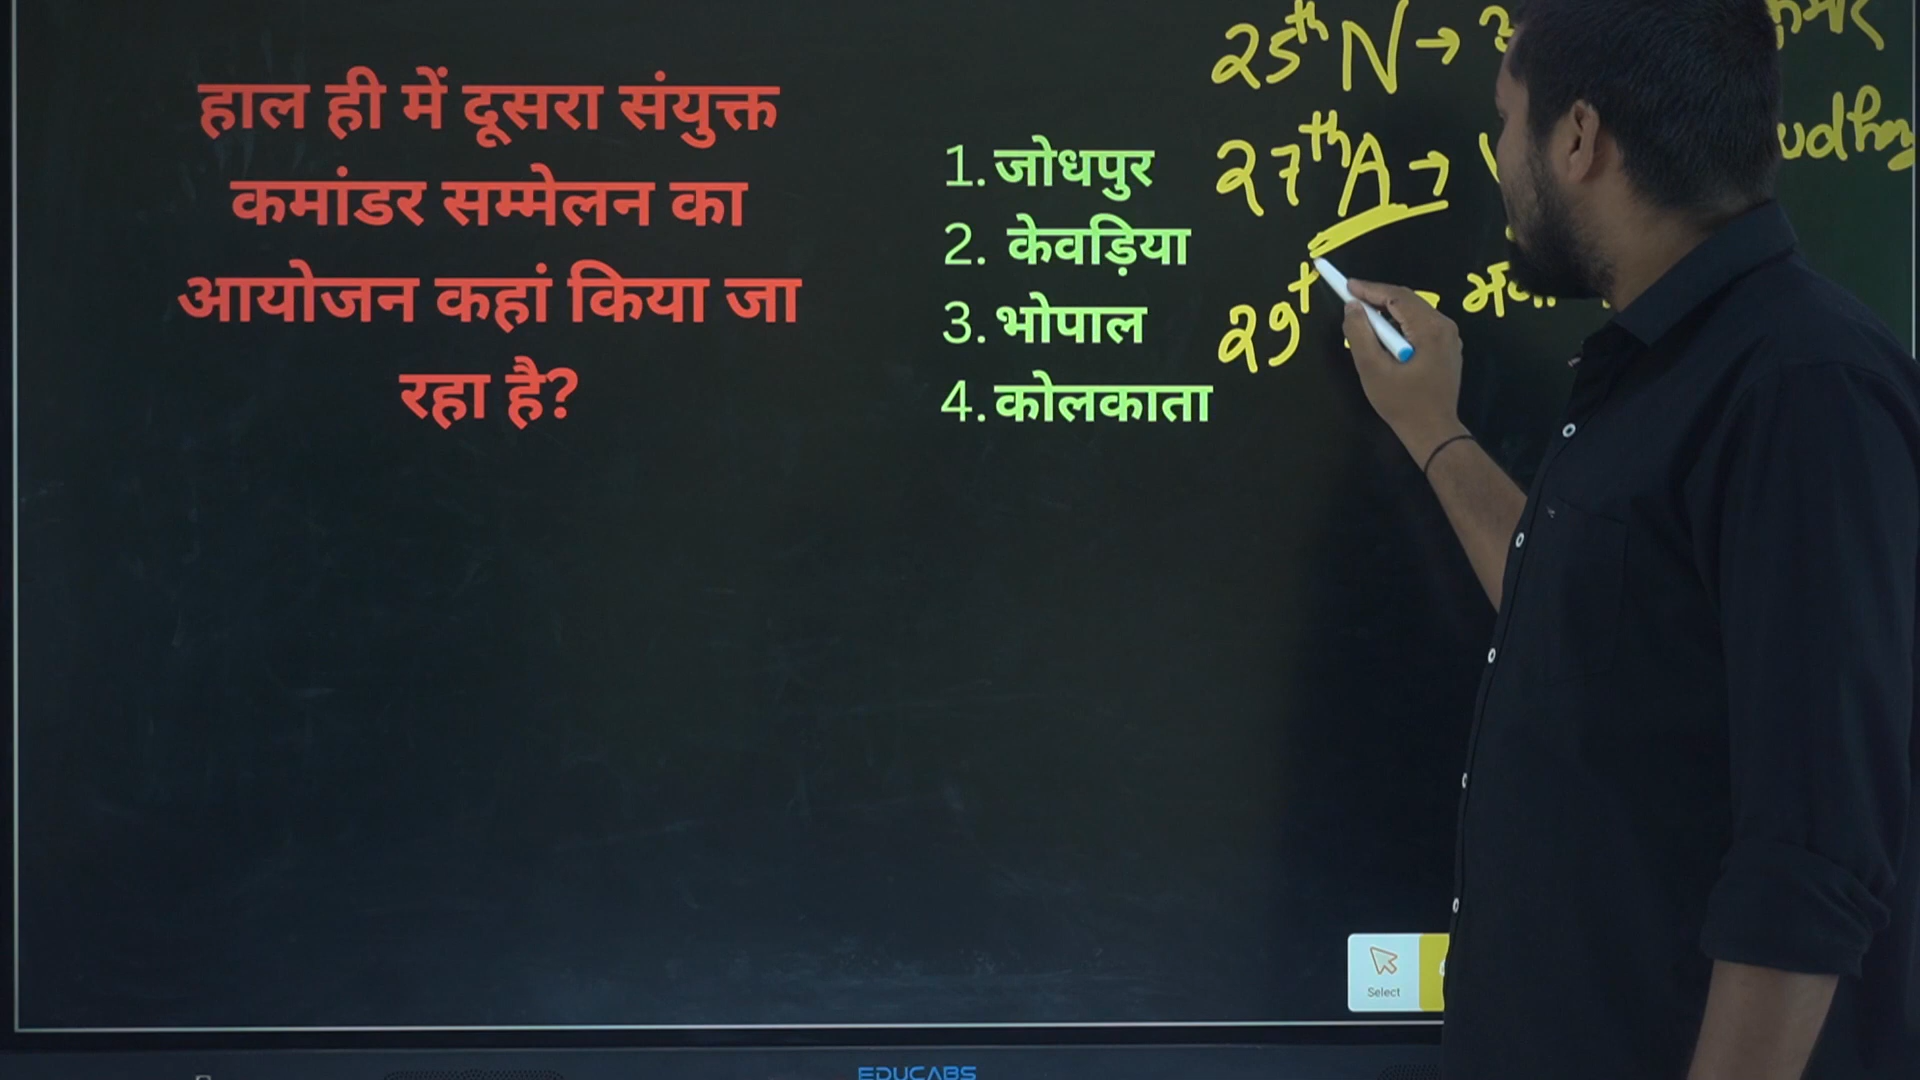 हाल ही में दूसरा संयुक्त
कमांडर सम्मेलन का
आयोजन कहां किया जा
रहा है?
1. जोधपुर
2. केवड़िया
3. भोपाल
4. कोलकाता
25th N →
27th A →
29
Select
EDUCABS